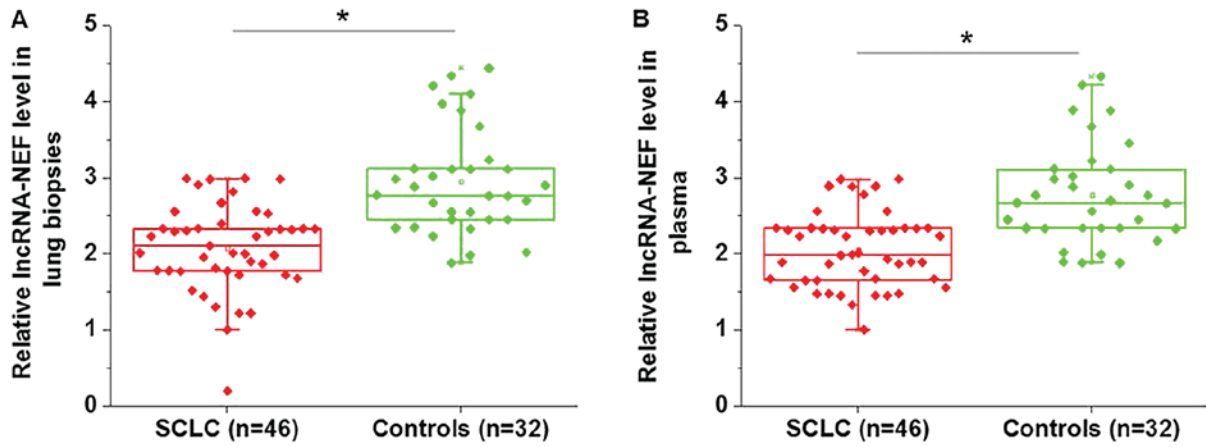 A
Relative lncRNA-NEF level in
lung biopsies
5
4
3
2
1
0
*
SCLC (n=46)
Controls (n=32)
B
Relative lncRNA-NEF level in
plasma
5
4
3
2
1
0
*
SCLC (n=46)
Controls (n=32)